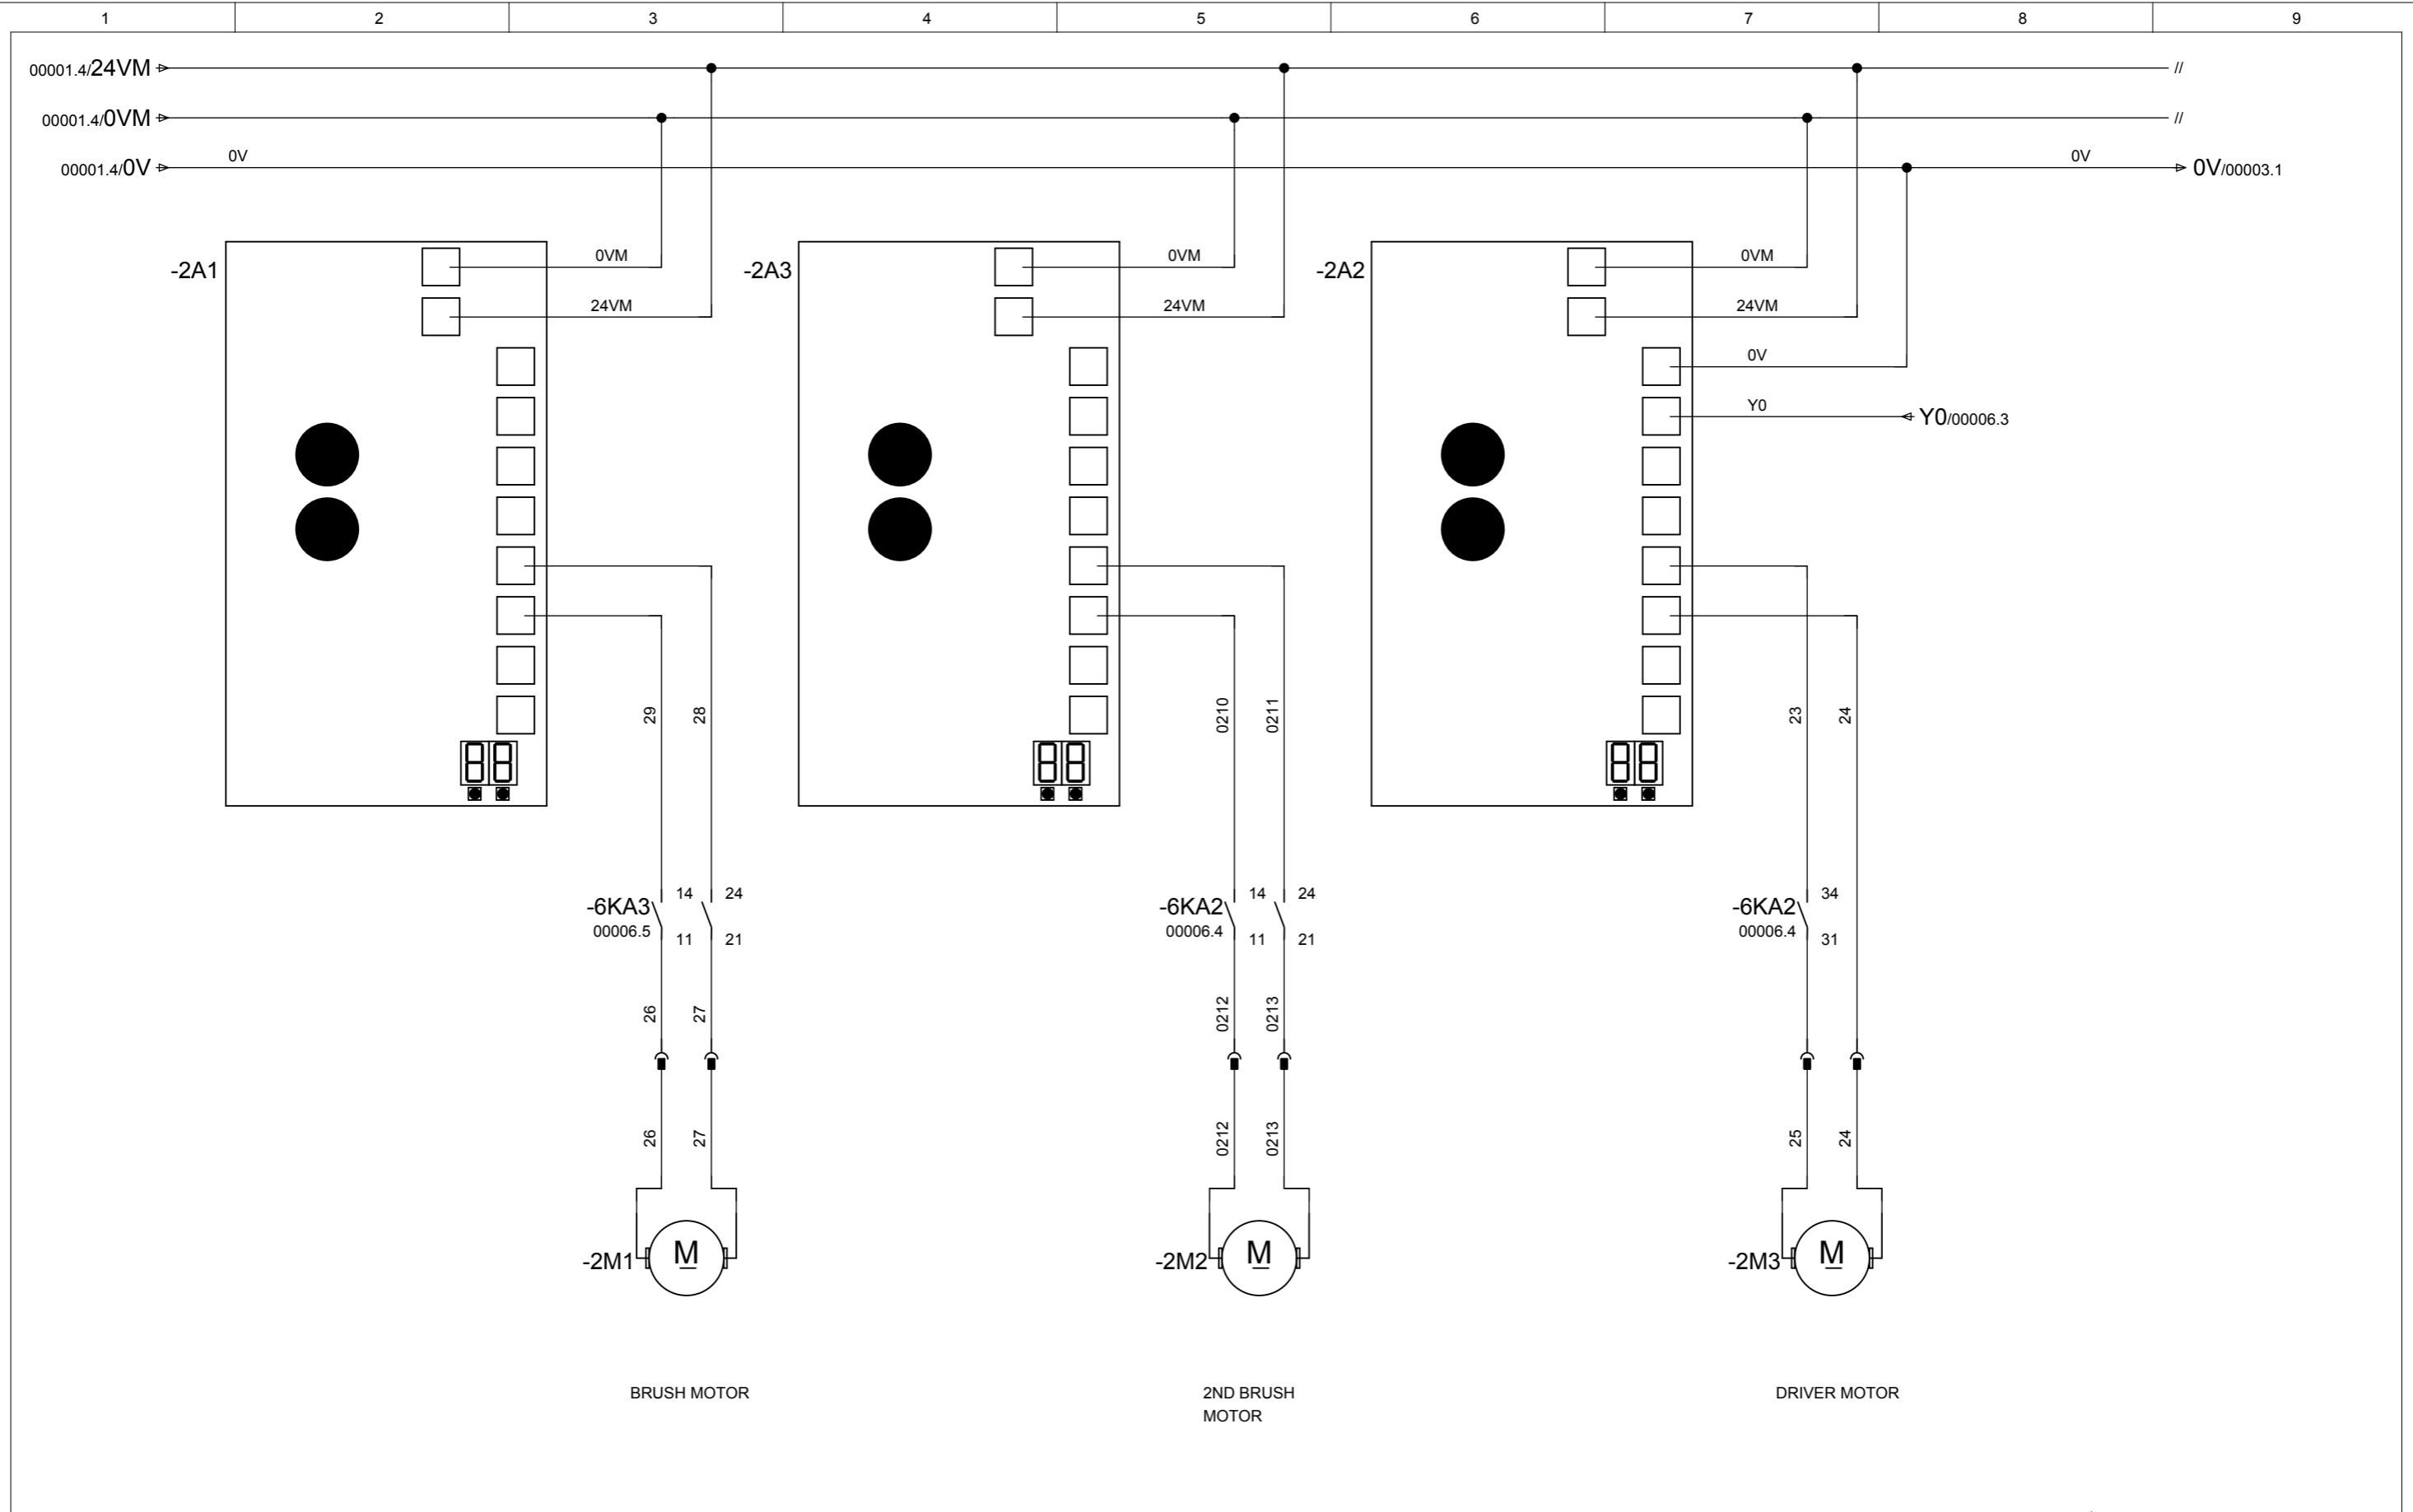 1 2 3 4 5 6 7 8 9
00001.4/24VM //
00001.4/0VM //
00001.4/0V 0V 0V 0V/00003.1
-2A1 0VM -2A3 0VM -2A2 0VM
24VM 24VM 24VM
0V
Y0 Y0/00006.3
29 28 0210 0211 23 24
-6KA3 14 24 -6KA2 14 24 -6KA2 34
00006.5 11 21 00006.4 11 21 00006.4 31
26 27 0212 0213
26 27 0212 0213 25 24
-2M1 M -2M2 M -2M3 M
BRUSH MOTOR 2ND BRUSH DRIVER MOTOR
MOTOR